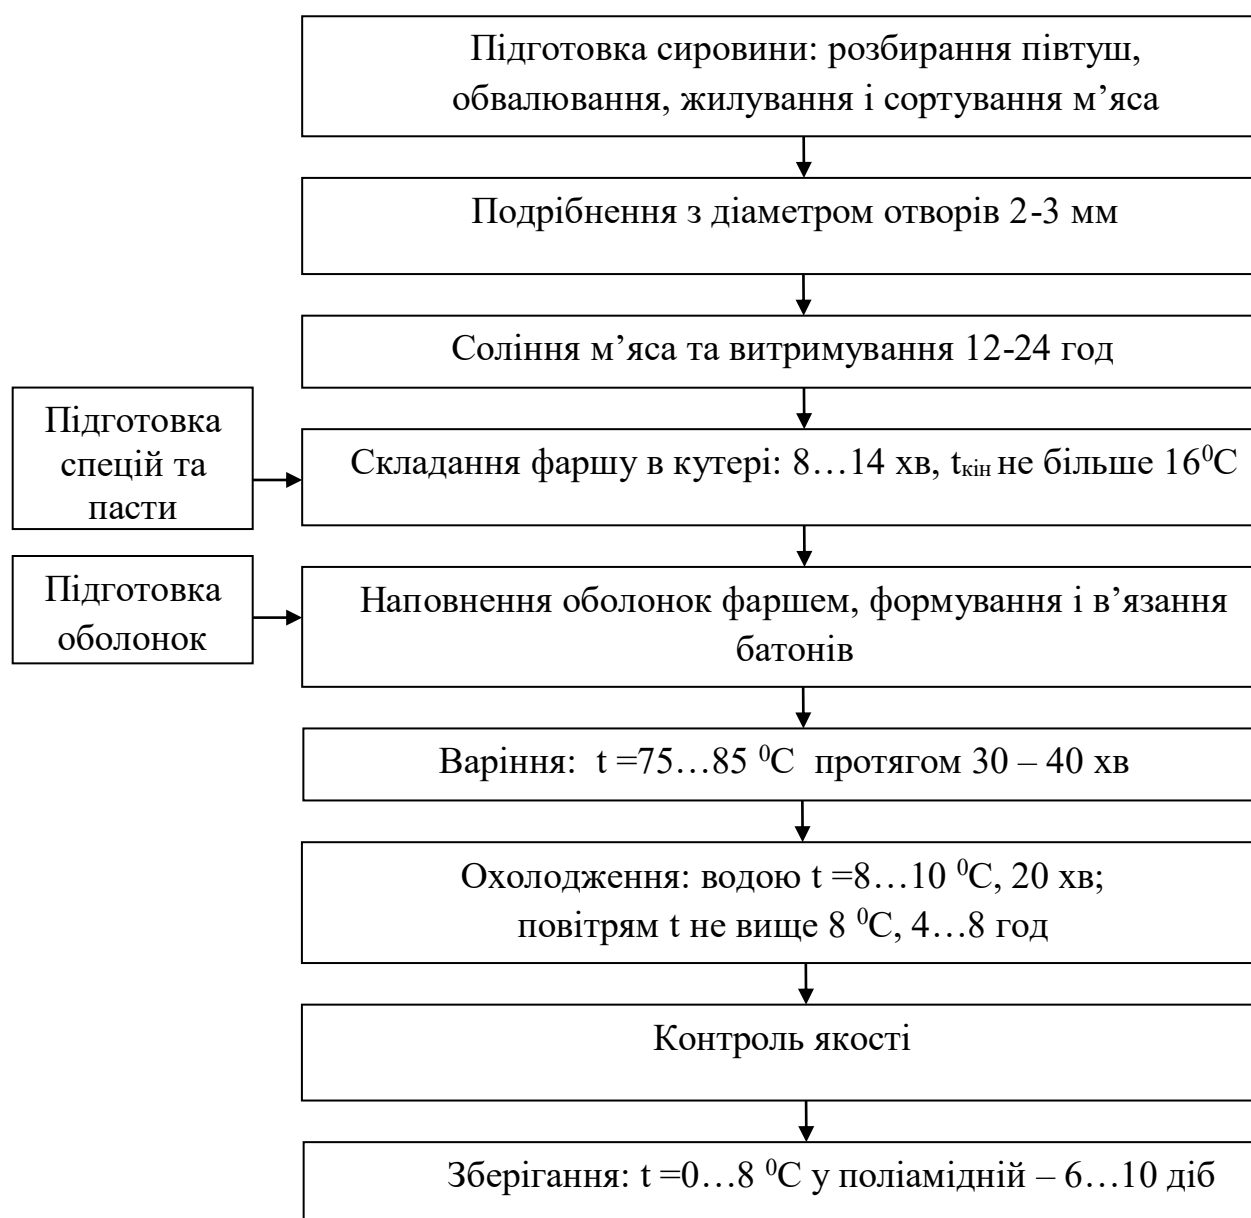 Підготовка сировини: розбирання півтуш,
обвалювання, жилування і сортування м’яса
Подрібнення з діаметром отворів 2-3 мм
Соління м’яса та витримування 12-24 год
Підготовка
спецій та
пасти
Складання фаршу в кутері: 8…14 хв, tкін не більше 16⁰С
Підготовка
оболонок
Наповнення оболонок фаршем, формування і в’язання
батонів
Варіння: t =75…85 ⁰С протягом 30 – 40 хв
Охолодження: водою t =8…10 ⁰С, 20 хв;
повітрям t не вище 8 ⁰С, 4…8 год
Контроль якості
Зберігання: t =0…8 ⁰С у поліамідній – 6…10 діб